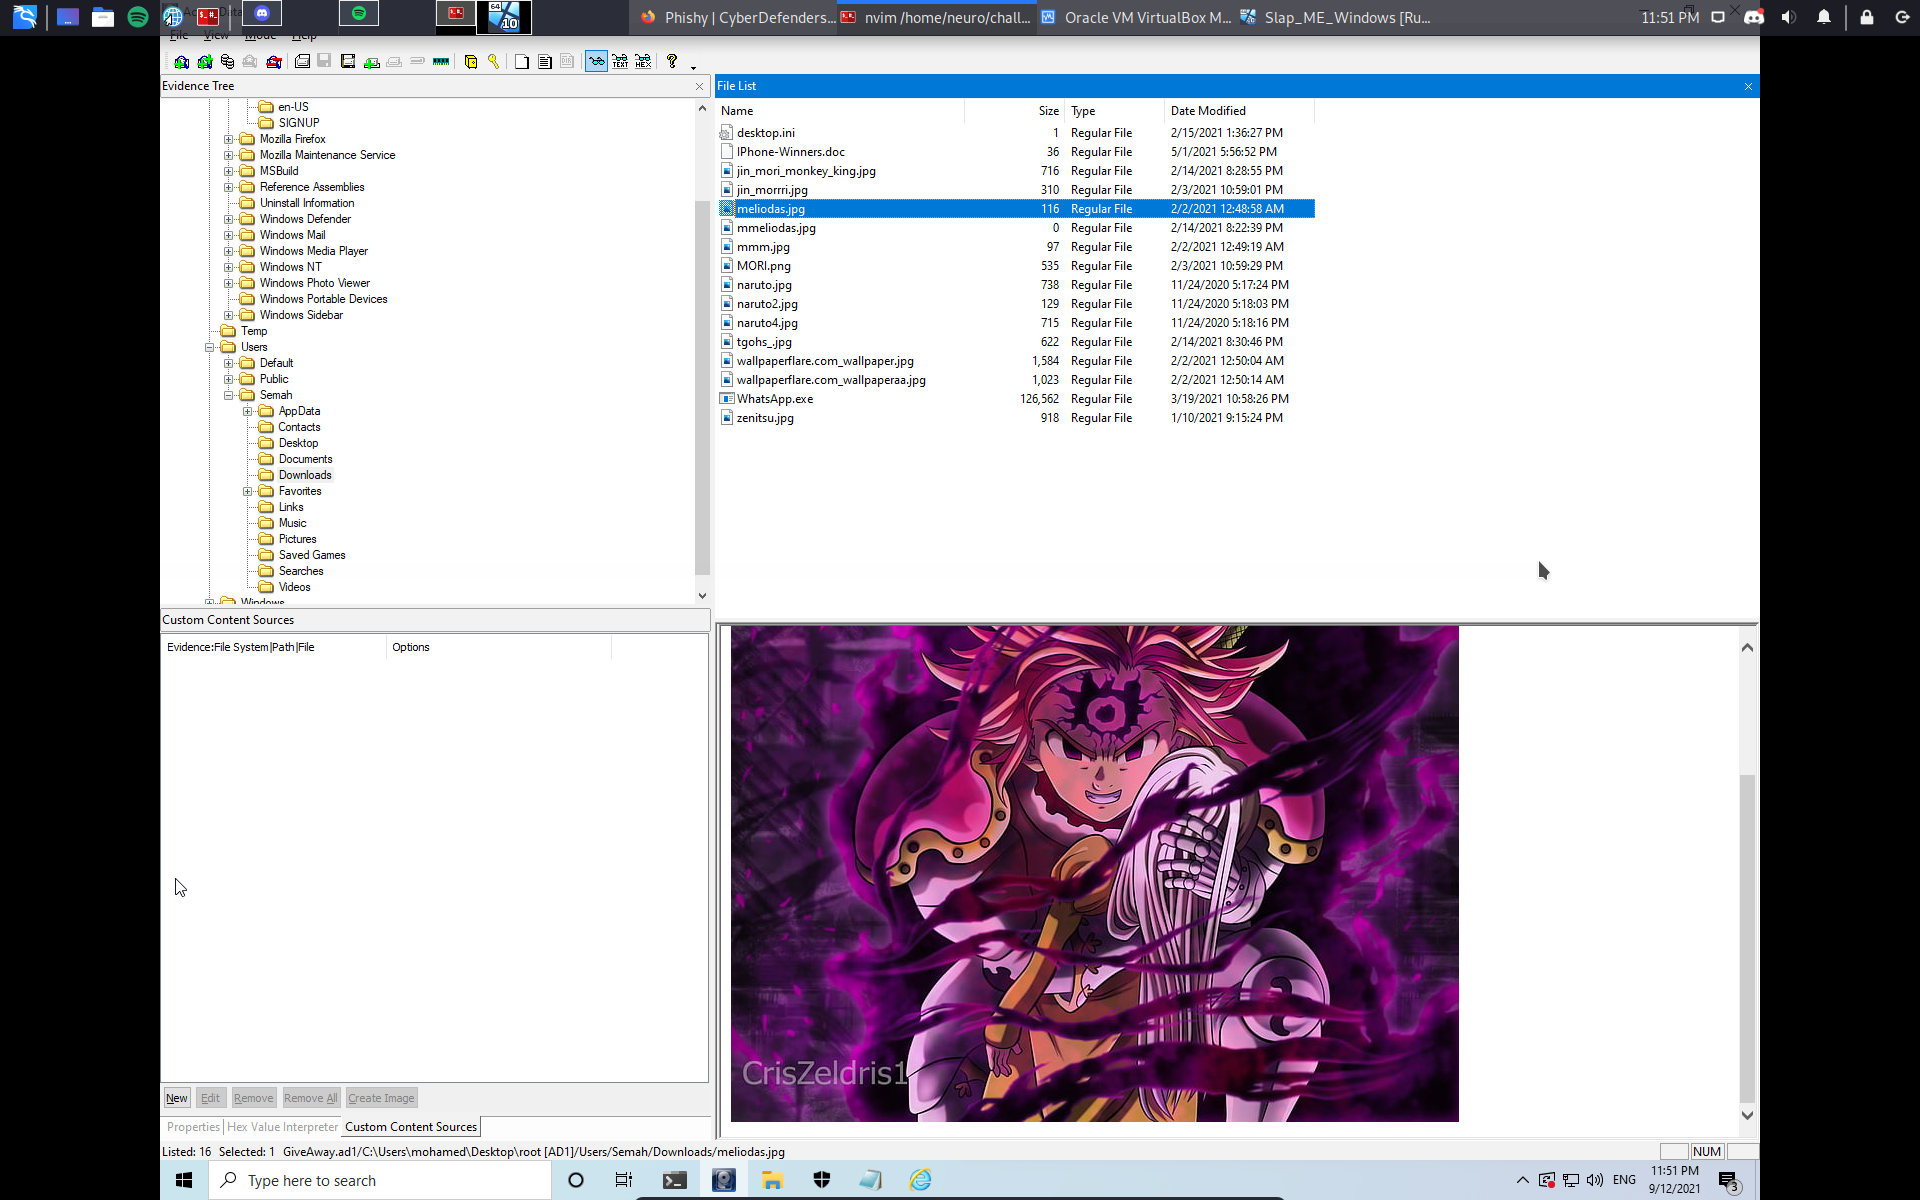 Phishy | CyberDefenders...
nvim /home/neuro/chall...
Oracle VM VirtualBox M...
Slap_ME_Windows [Ru...
11:51 PM
File View Mode Help
Evidence Tree
en-US
SIGNUP
Mozilla Firefox
Mozilla Maintenance Service
MSBuild
Reference Assemblies
Uninstall Information
Windows Defender
Windows Mail
Windows Media Player
Windows NT
Windows Photo Viewer
Windows Portable Devices
Windows Sidebar
Temp
Users
Default
Public
Semah
AppData
Contacts
Desktop
Documents
Downloads
Favorites
Links
Music
Pictures
Saved Games
Searches
Videos
Windows
File List
Name Size Type Date Modified
desktop.ini 1 Regular File 2/15/2021 1:36:27 PM
IPhone-Winners.doc 36 Regular File 5/1/2021 5:56:52 PM
jin_mori_monkey_king.jpg 716 Regular File 2/14/2021 8:28:55 PM
jin_morrri.jpg 310 Regular File 2/3/2021 10:59:01 PM
meliodas.jpg 116 Regular File 2/2/2021 12:48:58 AM
mmeliodas.jpg 0 Regular File 2/14/2021 8:22:39 PM
mmm.jpg 97 Regular File 2/2/2021 12:49:19 AM
MORI.png 535 Regular File 2/3/2021 10:59:29 PM
naruto.jpg 738 Regular File 11/24/2020 5:17:24 PM
naruto2.jpg 129 Regular File 11/24/2020 5:18:03 PM
naruto4.jpg 715 Regular File 11/24/2020 5:18:16 PM
tgohs_.jpg 622 Regular File 2/14/2021 8:30:46 PM
wallpaperflare.com_wallpaper.jpg 1,584 Regular File 2/2/2021 12:50:04 AM
wallpaperflare.com_wallpaperaa.jpg 1,023 Regular File 2/2/2021 12:50:14 AM
WhatsApp.exe 126,562 Regular File 3/19/2021 10:58:26 PM
zenitsu.jpg 918 Regular File 1/10/2021 9:15:24 PM
Custom Content Sources
Evidence:File System|Path|File Options
CrisZeldris1
New Edit Remove Remove All Create Image
Properties Hex Value Interpreter Custom Content Sources
Listed: 16 Selected: 1 GiveAway.ad1/C:\Users\mohamed\Desktop\root [AD1]/Users/Semah/Downloads/meliodas.jpg
NUM
Type here to search
ENG
11:51 PM
9/12/2021
3